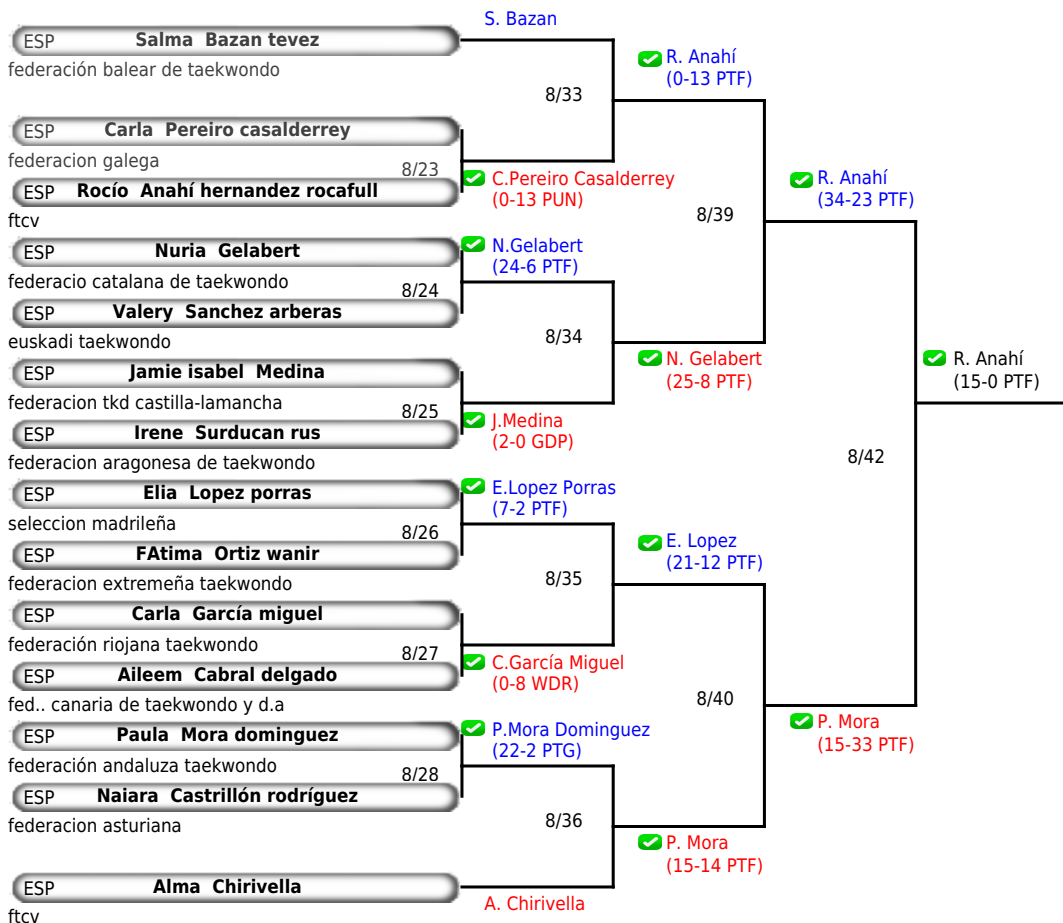 S. Bazan
ESP Salma Bazan tevez
federación balear de taekwondo
R. Anahí
(0-13 PTF)
8/33
ESP Carla Pereiro casalderrey
federacion galega
8/23
C.Pereiro Casalderrey
(0-13 PUN)
ESP Rocío Anahí hernandez rocafull
ftcv
R. Anahí
(34-23 PTF)
8/39
ESP Nuria Gelabert
federacio catalana de taekwondo
N.Gelabert
(24-6 PTF)
8/24
ESP Valery Sanchez arberas
euskadi taekwondo
8/34
N. Gelabert
(25-8 PTF)
ESP Jamie isabel Medina
federacion tkd castilla-lamancha
8/25
J.Medina
(2-0 GDP)
ESP Irene Surducan rus
federacion aragonesa de taekwondo
R. Anahí
(15-0 PTF)
8/42
ESP Elia Lopez porras
seleccion madrileña
E.Lopez Porras
(7-2 PTF)
8/26
ESP FAtima Ortiz wanir
federacion extremeña taekwondo
E. Lopez
(21-12 PTF)
8/35
ESP Carla García miguel
federación riojana taekwondo
8/27
C.García Miguel
(0-8 WDR)
ESP Aileem Cabral delgado
fed.. canaria de taekwondo y d.a
8/40
P. Mora
(15-33 PTF)
ESP Paula Mora dominguez
federación andaluza taekwondo
P.Mora Dominguez
(22-2 PTG)
8/28
ESP Naiara Castrillón rodríguez
federacion asturiana
8/36
P. Mora
(15-14 PTF)
ESP Alma Chirivella
ftcv
A. Chirivella